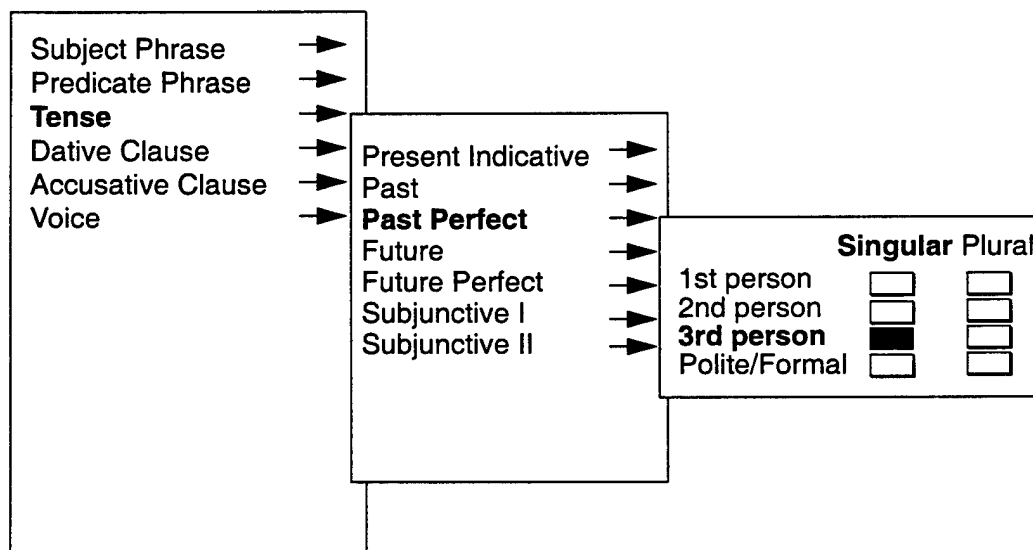 Subject Phrase
Predicate Phrase
Tense
Dative Clause
Accusative Clause
Voice
Present Indicative
Past
Past Perfect
Future
Future Perfect
Subjunctive I
Subjunctive II
Singular Plural
1st person
2nd person
3rd person
Polite/Formal